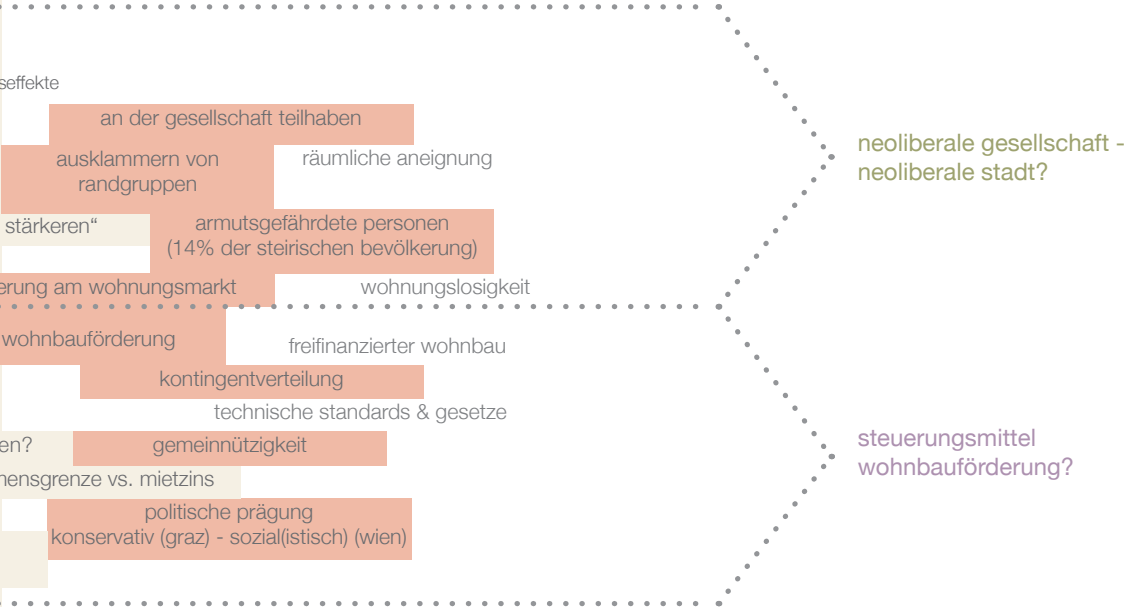 seffekte
an der gesellschaft teilhaben
ausklammern von
randgruppen
räumliche aneignung
neoliberale gesellschaft -
neoliberale stadt?
stärkeren“
armutsgefährdete personen
(14% der steirischen bevölkerung)
erung am wohnungsmarkt
wohnungslosigkeit
wohnbauförderung
freifinanzierter wohnbau
kontingentverteilung
technische standards & gesetze
en?
gemeinnützigkeit
steuerungsmittel
wohnbauförderung?
mensgrenze vs. mietzins
politische prägung
konservativ (graz) - sozial(istisch) (wien)